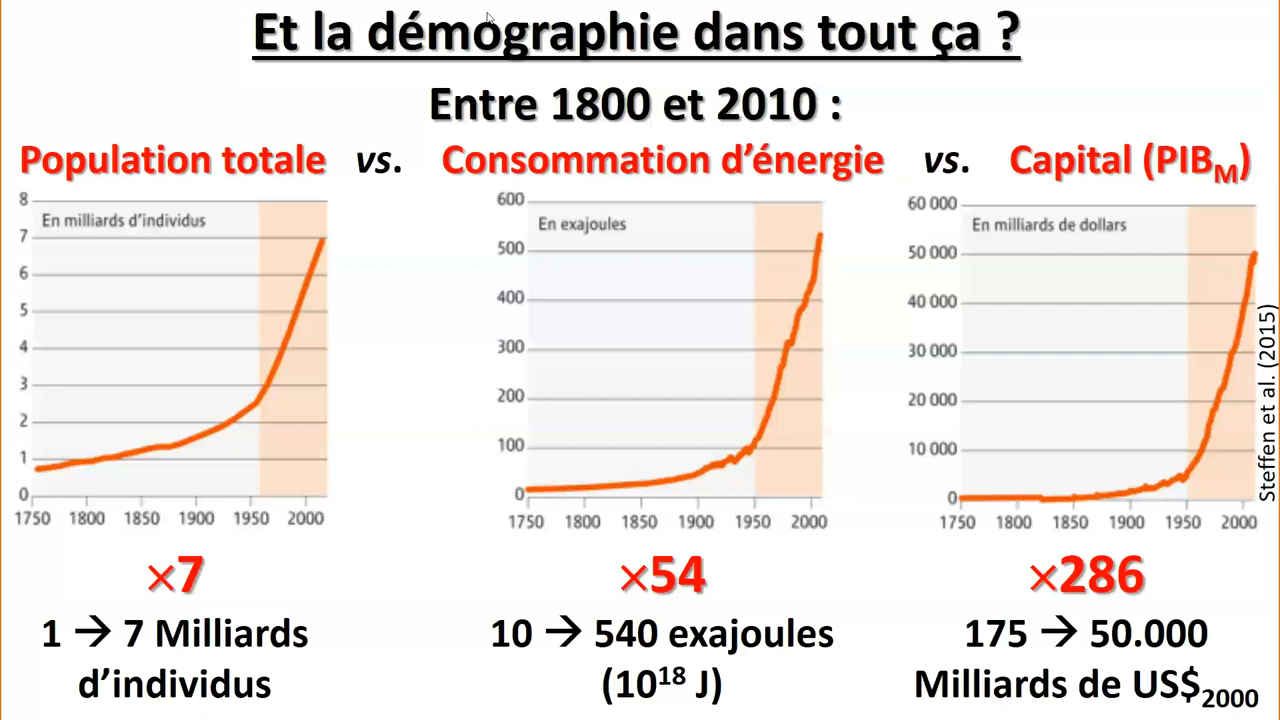 Et la démographie dans tout ça ?
Entre 1800 et 2010 :
Population totale vs. Consommation d'énergie vs. Capital (PIB_M)
8
7
6
5
4
3
2
1
0
En milliards d'individus
1750 1800 1850 1900 1950 2000
600
500
400
300
200
100
0
En exajoules
1750 1800 1850 1900 1950 2000
60 000
50 000
40 000
30 000
20 000
10 000
0
En milliards de dollars
1750 1800 1850 1900 1950 2000
Steffen et al. (2015)
×7
1 → 7 Milliards
d'individus
×54
10 → 540 exajoules
(10^18 J)
×286
175 → 50.000
Milliards de US$_2000